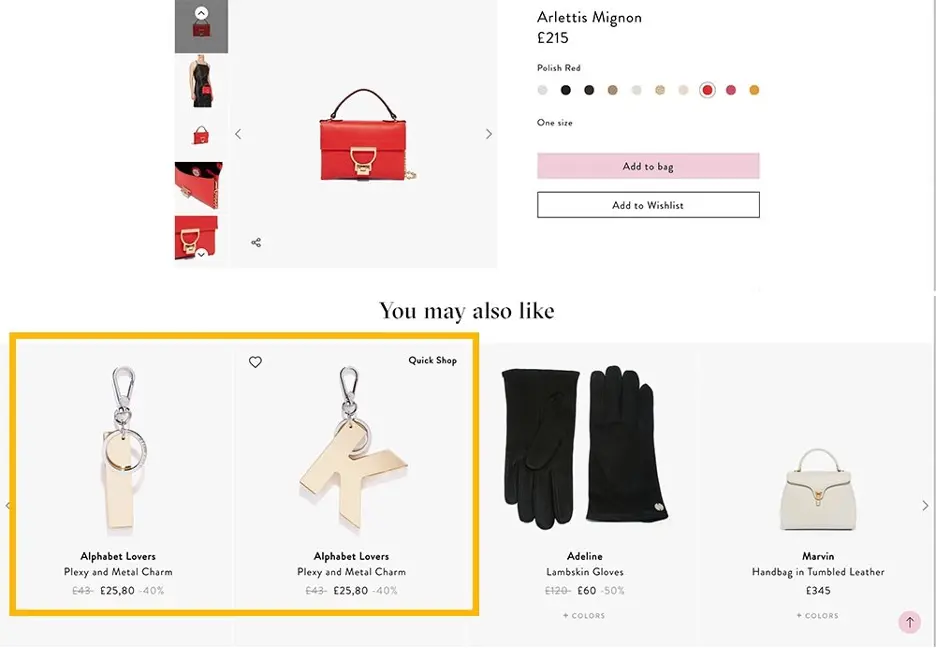 Arlettis Mignon
£215
Polish Red
One size
Add to bag
Add to Wishlist
You may also like
Quick Shop
Alphabet Lovers
Plexy and Metal Charm
£43 £25,80 -40%
Alphabet Lovers
Plexy and Metal Charm
£43 £25,80 -40%
Adeline
Lambskin Gloves
£120 £60 -50%
+ COLORS
Marvin
Handbag in Tumbled Leather
£345
+ COLORS